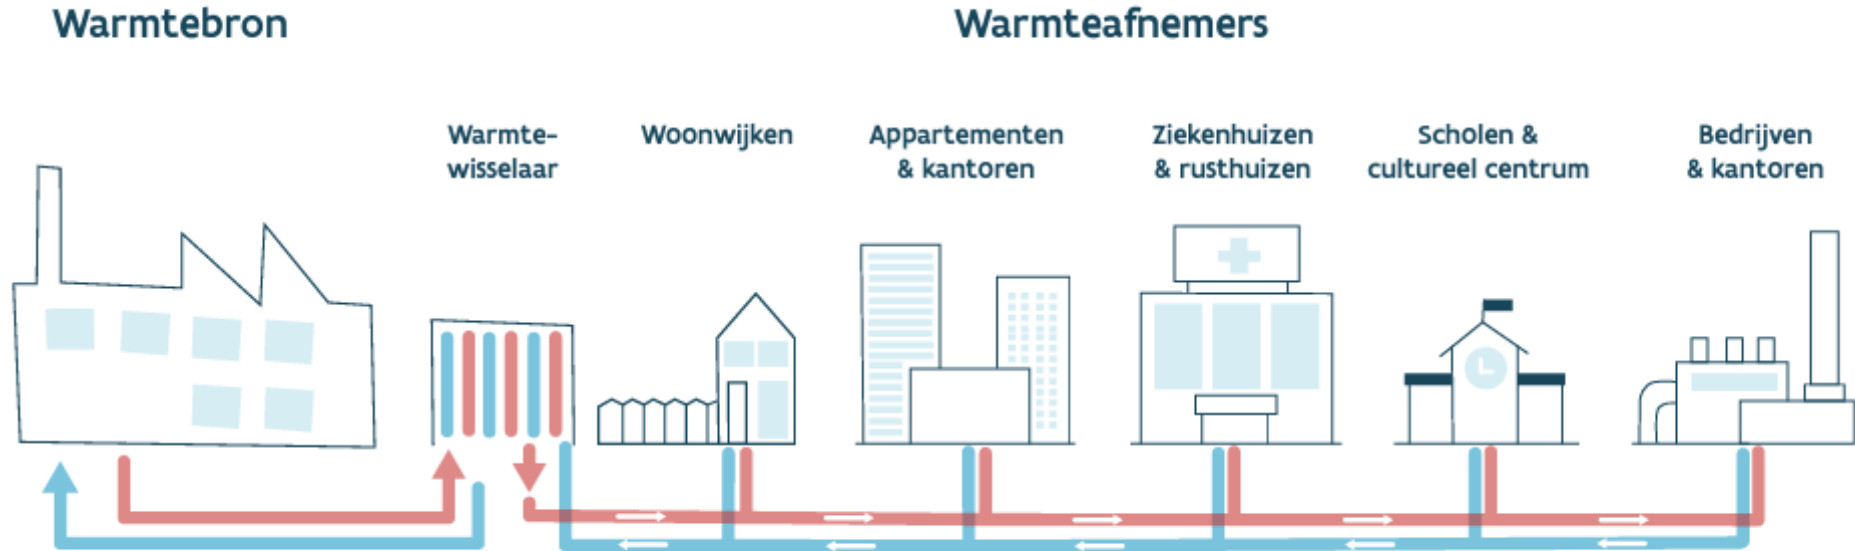 Warmtebron
Warmteafnemers
Warmte-
wisselaar
Woonwijken
Appartementen
& kantoren
Ziekenhuizen
& rusthuizen
Scholen &
cultureel centrum
Bedrijven
& kantoren